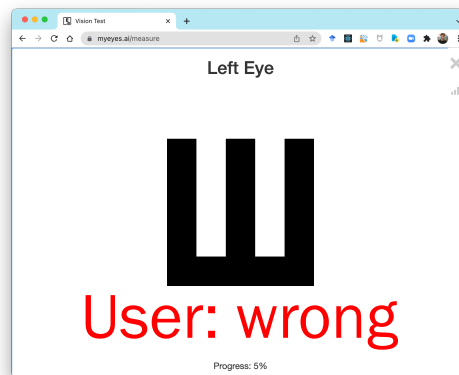 Vision Test
myeyes.ai/measure
Left Eye
User: wrong
Progress: 5%